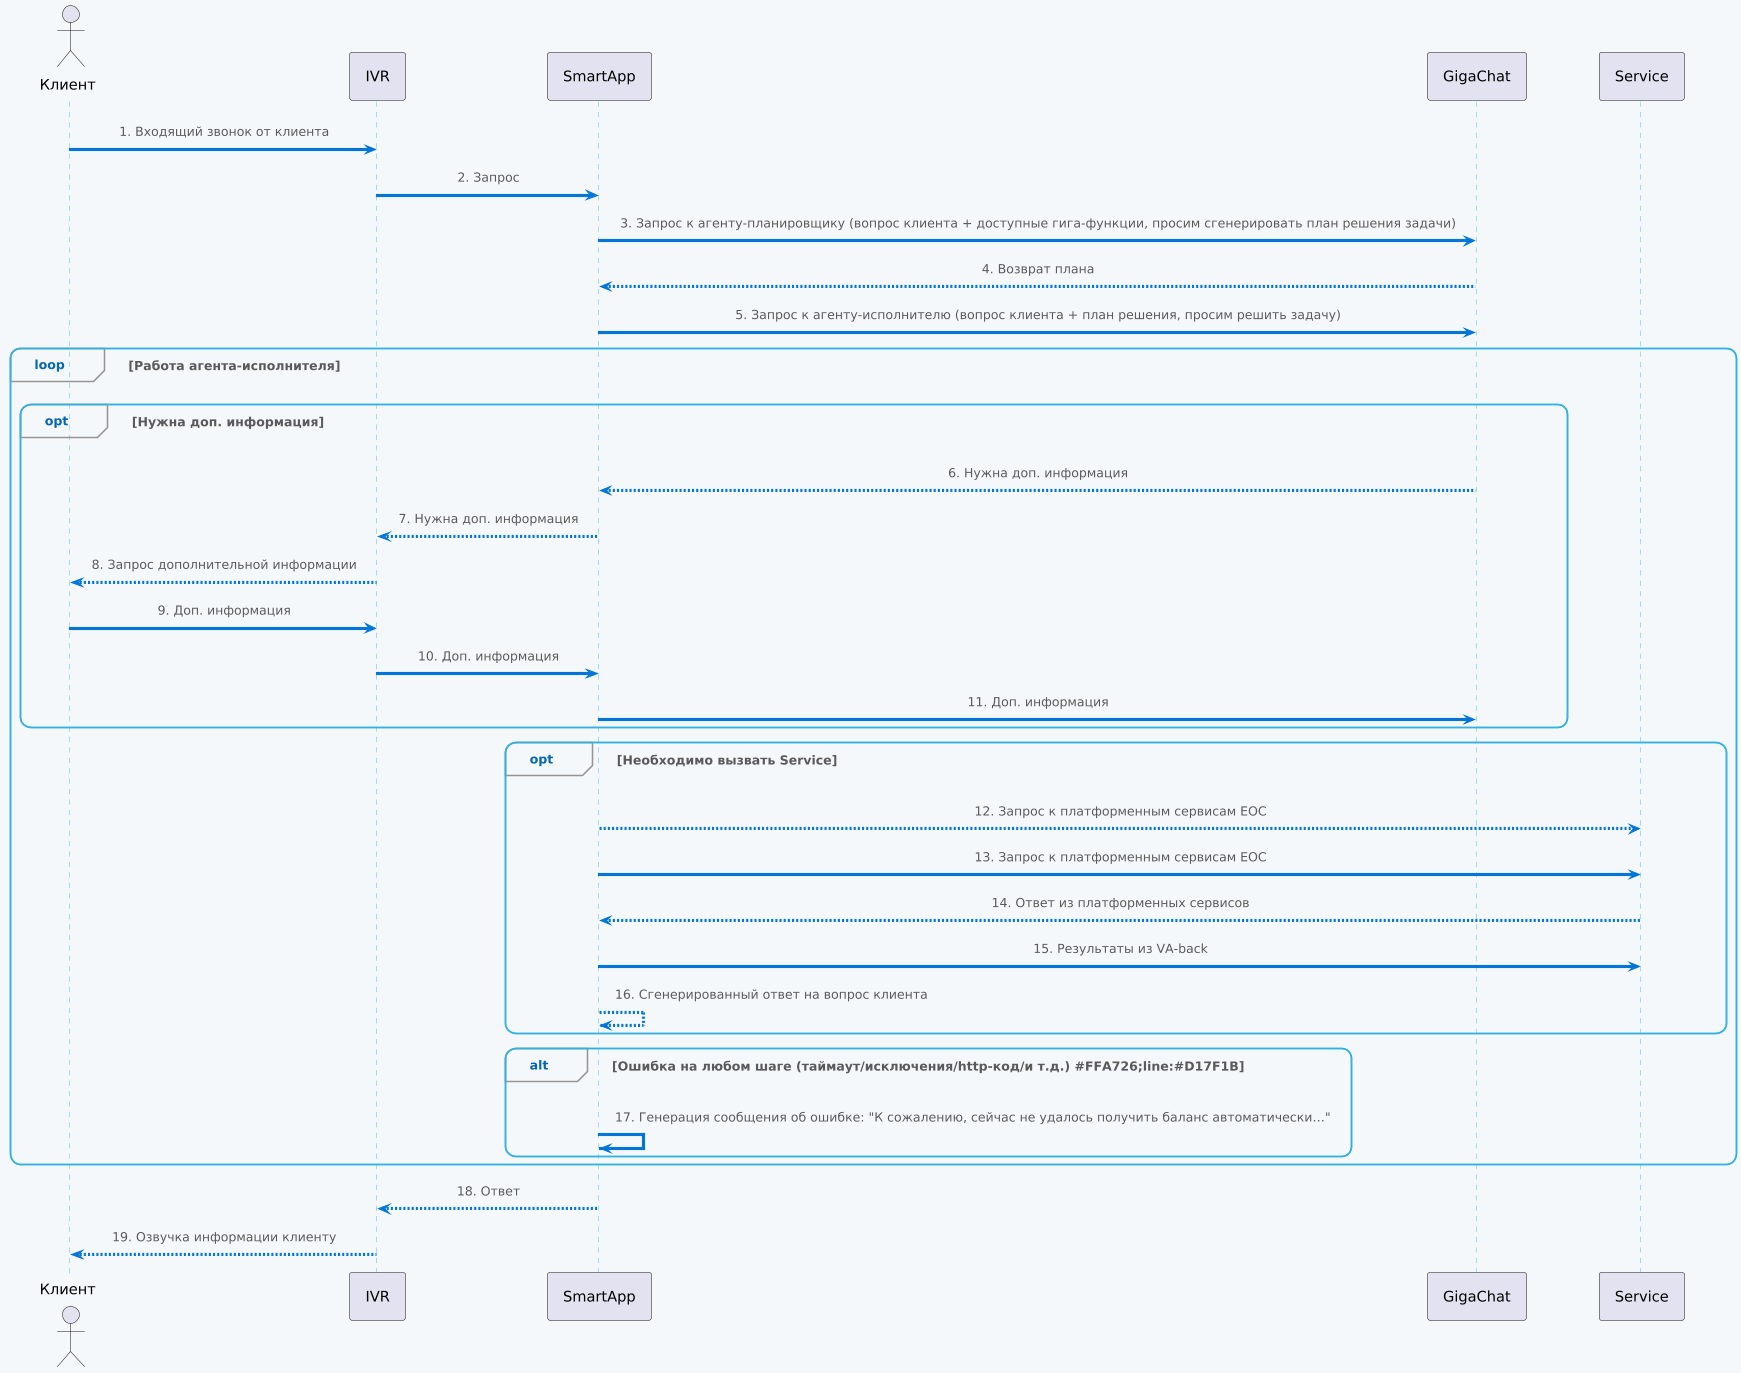 Клиент
IVR
SmartApp
GigaChat
Service
1. Входящий звонок от клиента
2. Запрос
3. Запрос к агенту-планировщику (вопрос клиента + доступные гига-функции, просим сгенерировать план решения задачи)
4. Возврат плана
5. Запрос к агенту-исполнителю (вопрос клиента + план решения, просим решить задачу)
loop [Работа агента-исполнителя]
opt [Нужна доп. информация]
6. Нужна доп. информация
7. Нужна доп. информация
8. Запрос дополнительной информации
9. Доп. информация
10. Доп. информация
11. Доп. информация
opt [Необходимо вызвать Service]
12. Запрос к платформенным сервисам ЕОС
13. Запрос к платформенным сервисам ЕОС
14. Ответ из платформенных сервисов
15. Результаты из VA-back
16. Сгенерированный ответ на вопрос клиента
alt [Ошибка на любом шаге (таймаут/исключения/http-код/и т.д.) #FFA726;line:#D17F1B]
17. Генерация сообщения об ошибке: "К сожалению, сейчас не удалось получить баланс автоматически…"
18. Ответ
19. Озвучка информации клиенту
Клиент
IVR
SmartApp
GigaChat
Service